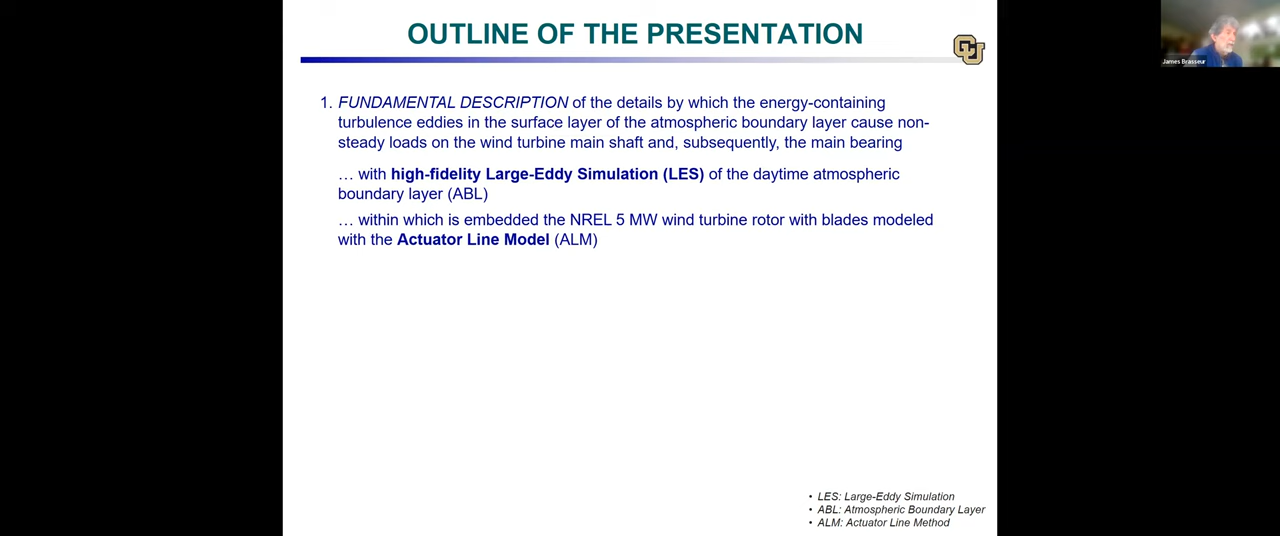 OUTLINE OF THE PRESENTATION
CU
James Brasseur
1. FUNDAMENTAL DESCRIPTION of the details by which the energy-containing
turbulence eddies in the surface layer of the atmospheric boundary layer cause non-
steady loads on the wind turbine main shaft and, subsequently, the main bearing
… with high-fidelity Large-Eddy Simulation (LES) of the daytime atmospheric
boundary layer (ABL)
… within which is embedded the NREL 5 MW wind turbine rotor with blades modeled
with the Actuator Line Model (ALM)
• LES: Large-Eddy Simulation
• ABL: Atmospheric Boundary Layer
• ALM: Actuator Line Method